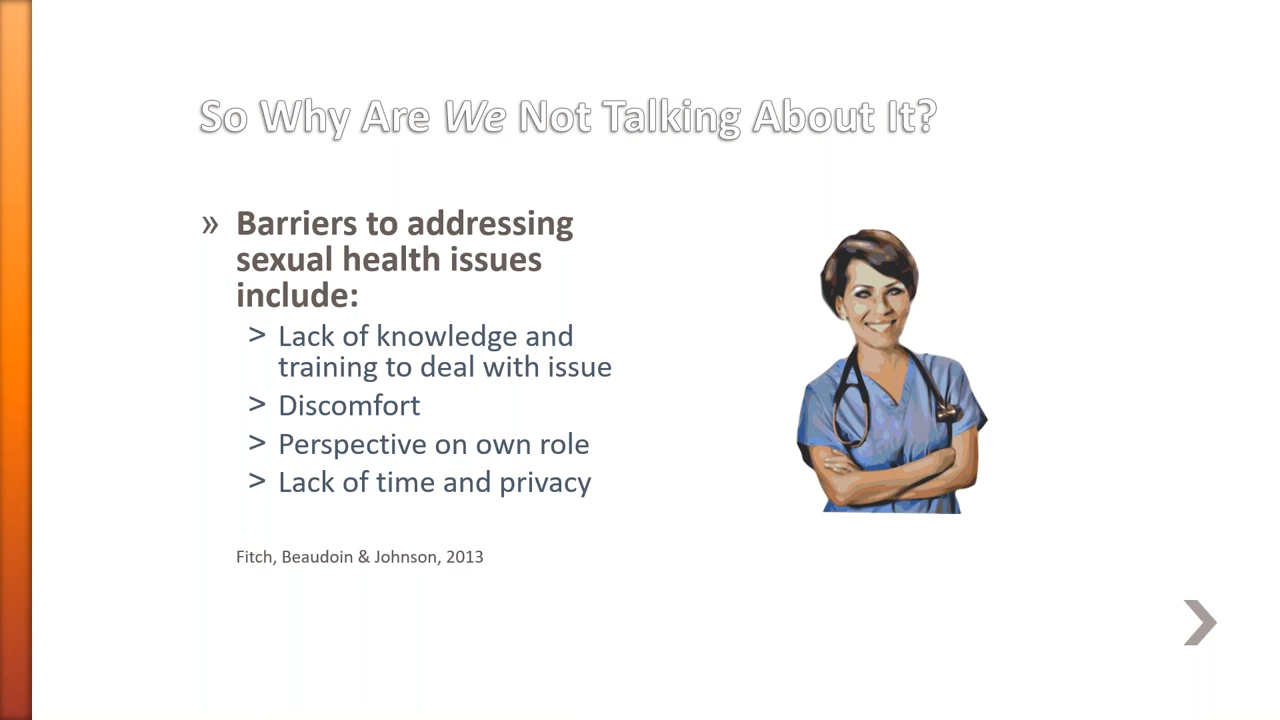 So Why Are We Not Talking About It?
» Barriers to addressing
sexual health issues
include:
> Lack of knowledge and
training to deal with issue
> Discomfort
> Perspective on own role
> Lack of time and privacy
Fitch, Beaudoin & Johnson, 2013